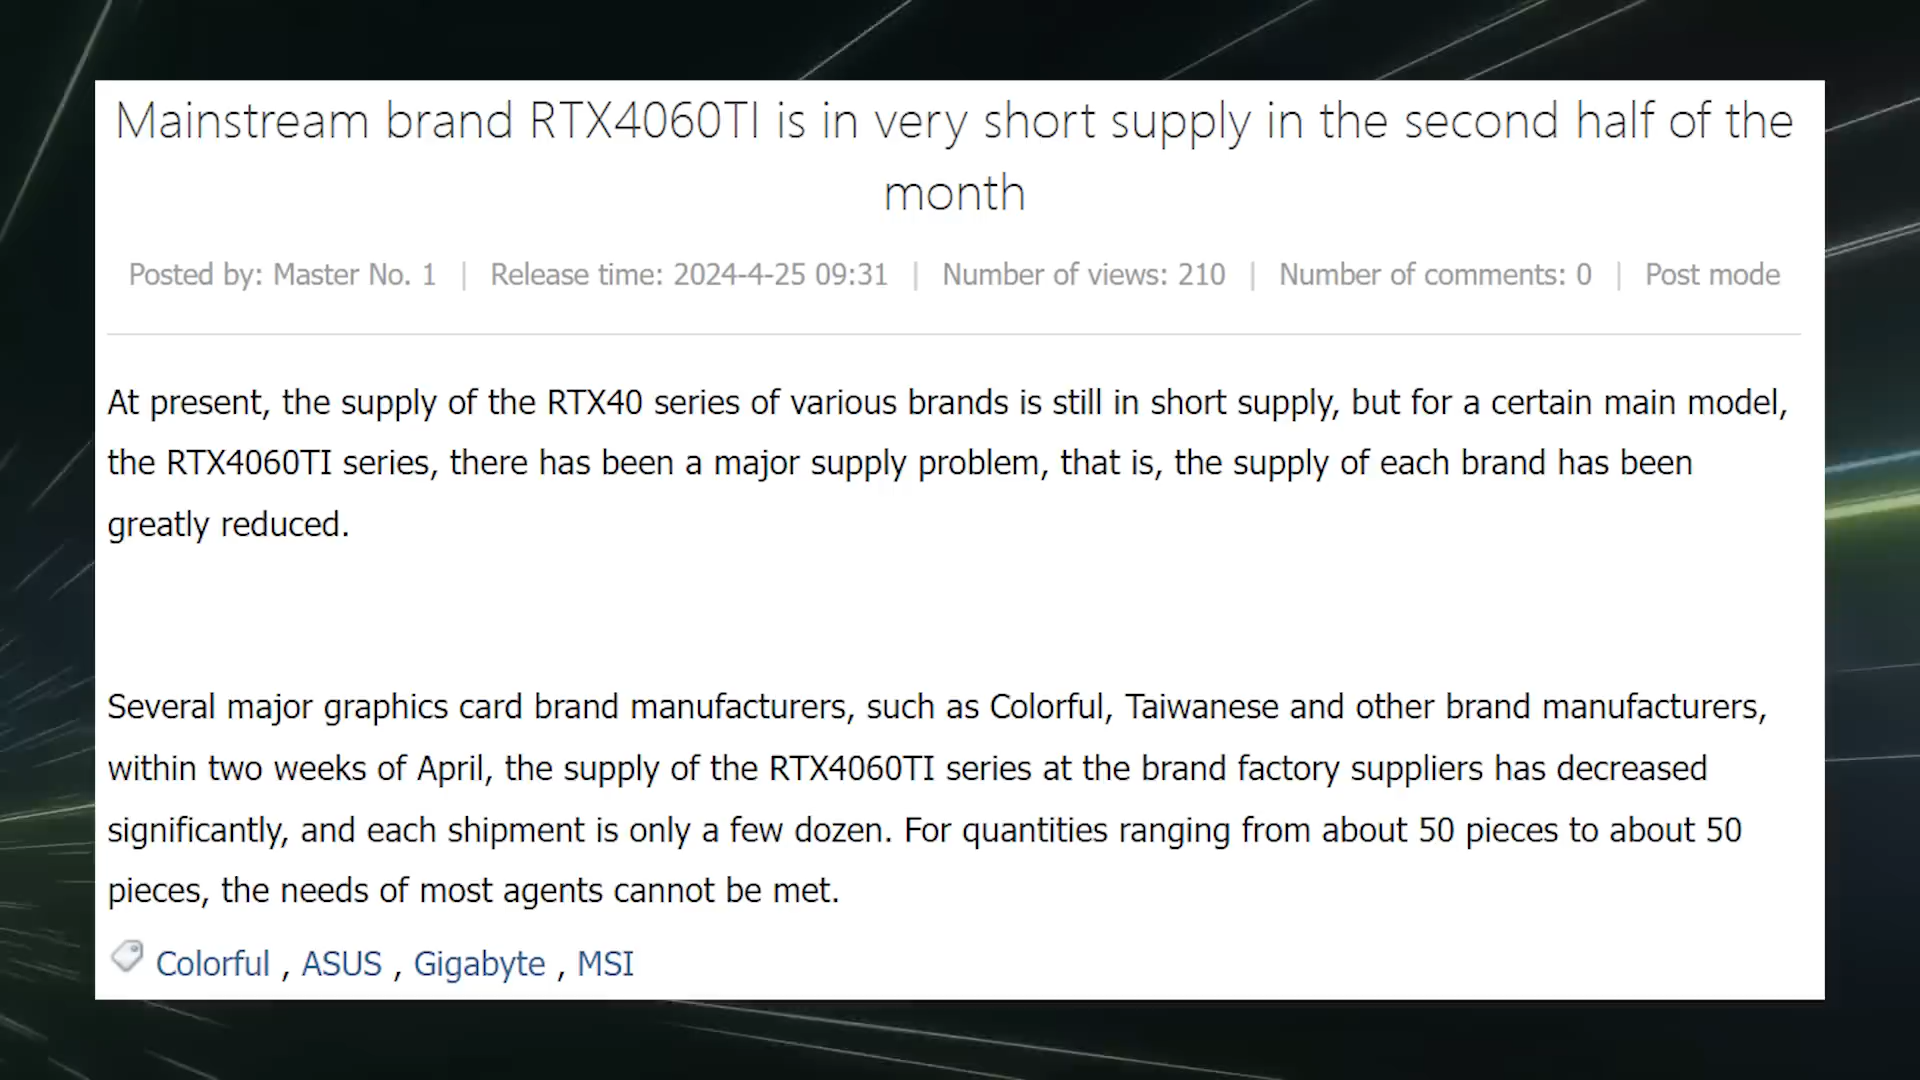 Mainstream brand RTX4060TI is in very short supply in the second half of the
month
Posted by: Master No. 1 | Release time: 2024-4-25 09:31 | Number of views: 210 | Number of comments: 0 | Post mode
At present, the supply of the RTX40 series of various brands is still in short supply, but for a certain main model,
the RTX4060TI series, there has been a major supply problem, that is, the supply of each brand has been
greatly reduced.
Several major graphics card brand manufacturers, such as Colorful, Taiwanese and other brand manufacturers,
within two weeks of April, the supply of the RTX4060TI series at the brand factory suppliers has decreased
significantly, and each shipment is only a few dozen. For quantities ranging from about 50 pieces to about 50
pieces, the needs of most agents cannot be met.
Colorful , ASUS , Gigabyte , MSI